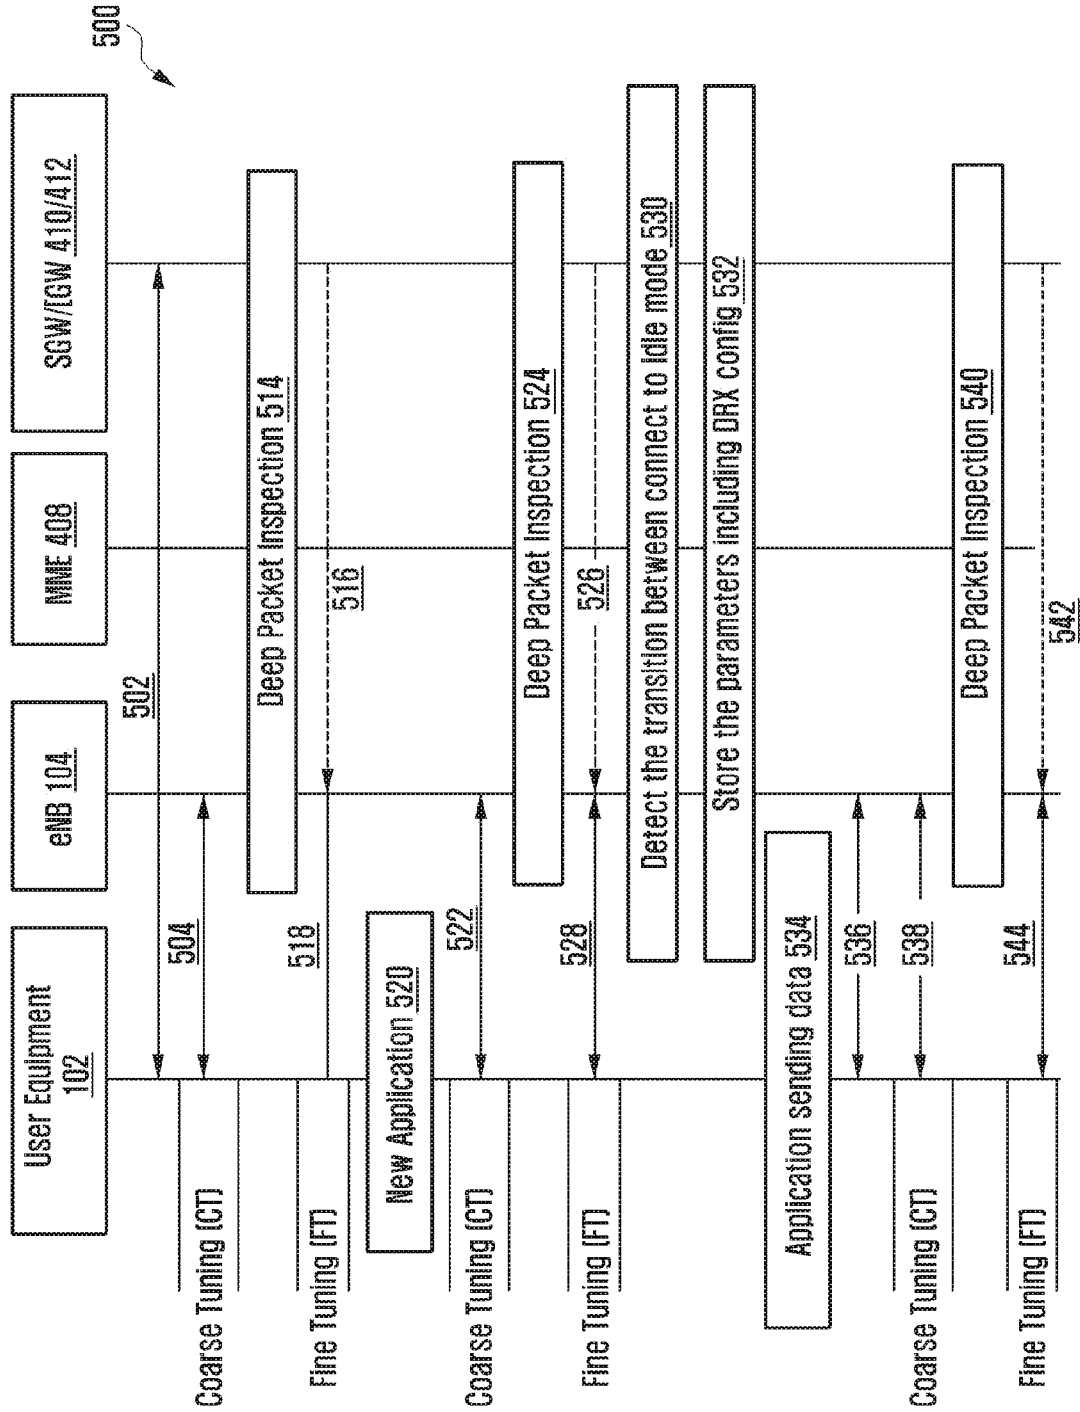 500
User Equipment
102
eNB 104
MME 408
SGW/[GW 410/412
502
Coarse Tuning (CT)
504
Deep Packet Inspection 514
Fine Tuning (FT)
518
516
New Application 520
Coarse Tuning (CT)
522
Deep Packet Inspection 524
Fine Tuning (FT)
528
526
Detect the transition between connect to Idle mode 530
Store the parameters including DRX config 532
Application sending data 534
536
Coarse Tuning (CT)
538
Deep Packet Inspection 540
Fine Tuning (FT)
544
542